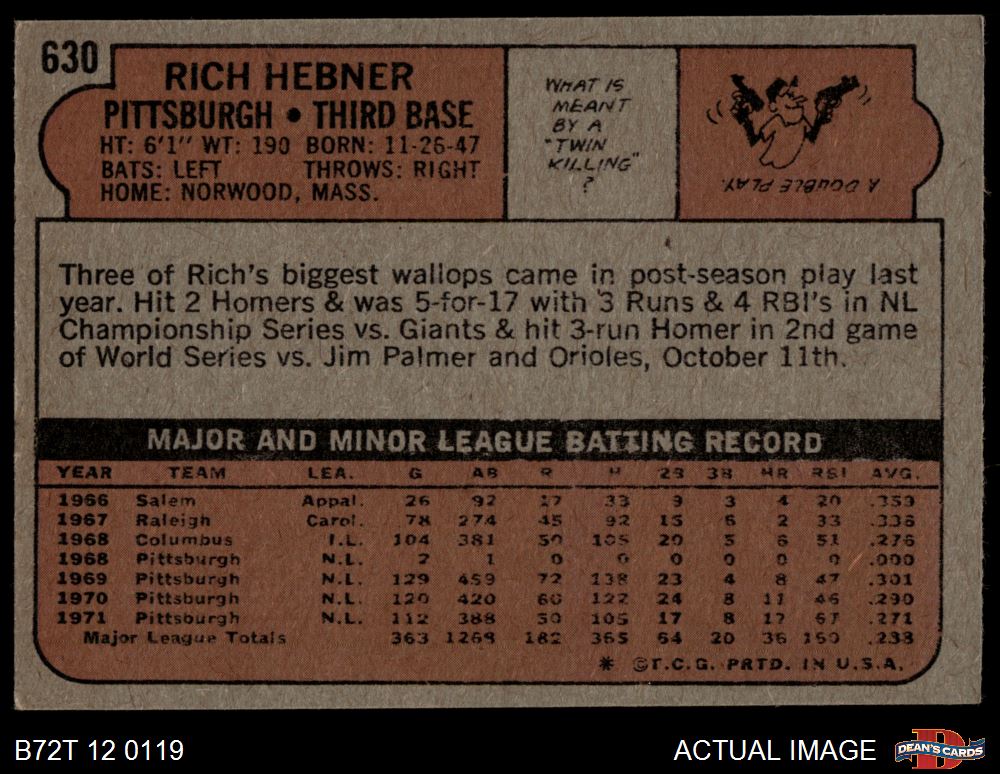 630
RICH HEBNER
PITTSBURGH • THIRD BASE
HT: 6'1" WT: 190 BORN: 11-26-47
BATS: LEFT THROWS: RIGHT
HOME: NORWOOD, MASS.
WHAT IS
MEANT
BY A
"TWIN
KILLING"
?
A DOUBLE PLAY.
Three of Rich's biggest wallops came in post-season play last
year. Hit 2 Homers & was 5-for-17 with 3 Runs & 4 RBI's in NL
Championship Series vs. Giants & hit 3-run Homer in 2nd game
of World Series vs. Jim Palmer and Orioles, October 11th.
MAJOR AND MINOR LEAGUE BATTING RECORD
YEAR TEAM LEA. G AB R H 2B 3B HR RBI AVG.
1966 Salem Appal. 26 92 17 33 9 3 4 20 .359
1967 Raleigh Carol. 78 274 45 92 15 6 2 33 .336
1968 Columbus I.L. 104 381 50 105 20 5 6 51 .276
1968 Pittsburgh N.L. 2 1 0 0 0 0 0 0 .000
1969 Pittsburgh N.L. 129 459 72 138 23 4 8 47 .301
1970 Pittsburgh N.L. 120 420 60 122 24 8 11 46 .290
1971 Pittsburgh N.L. 112 388 50 105 17 8 17 67 .271
Major League Totals 363 1268 182 365 64 20 36 160 .288
* ©T.C.G. PRTD. IN U.S.A.
B72T 12 0119
ACTUAL IMAGE
D
DEAN'S CARDS